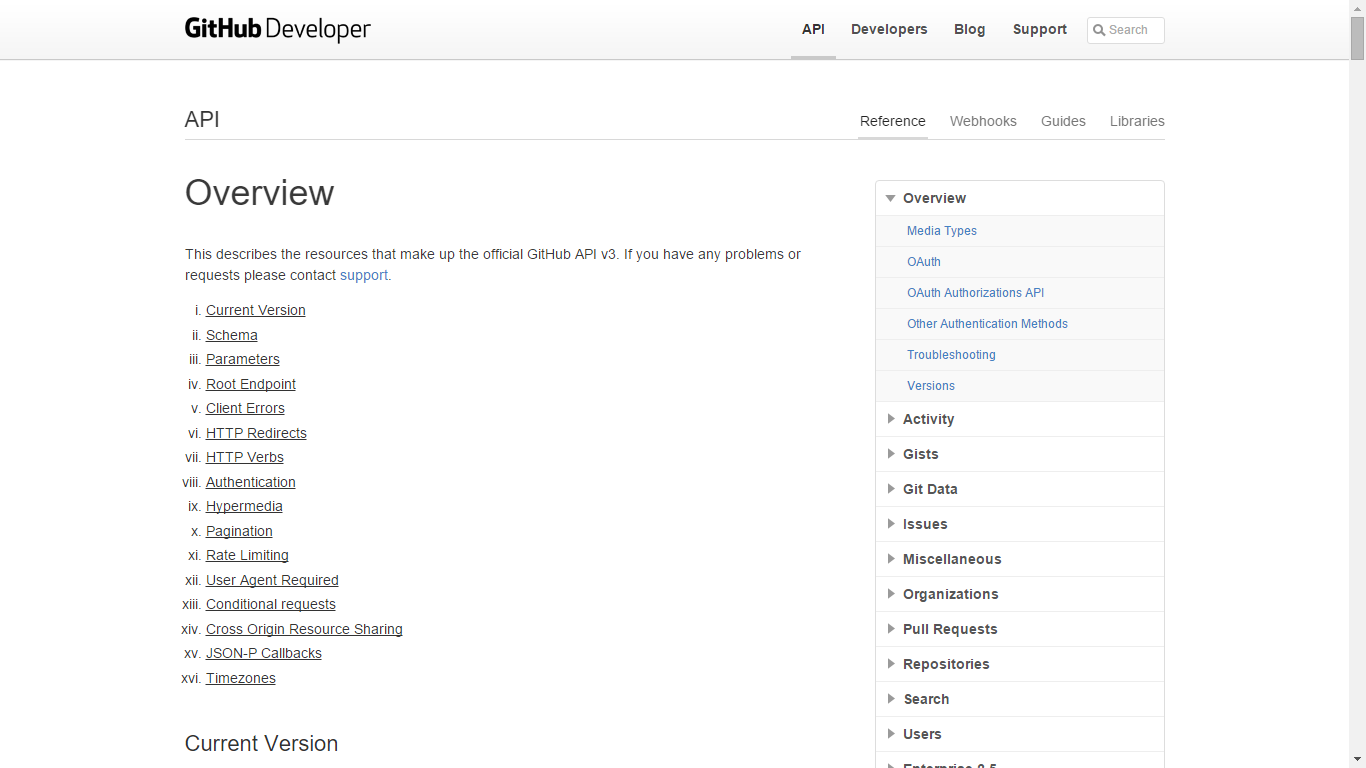 GitHub Developer
API Developers Blog Support Search
API
Reference Webhooks Guides Libraries
Overview
This describes the resources that make up the official GitHub API v3. If you have any problems or
requests please contact support.
i. Current Version
ii. Schema
iii. Parameters
iv. Root Endpoint
v. Client Errors
vi. HTTP Redirects
vii. HTTP Verbs
viii. Authentication
ix. Hypermedia
x. Pagination
xi. Rate Limiting
xii. User Agent Required
xiii. Conditional requests
xiv. Cross Origin Resource Sharing
xv. JSON-P Callbacks
xvi. Timezones
Current Version
Overview
Media Types
OAuth
OAuth Authorizations API
Other Authentication Methods
Troubleshooting
Versions
Activity
Gists
Git Data
Issues
Miscellaneous
Organizations
Pull Requests
Repositories
Search
Users